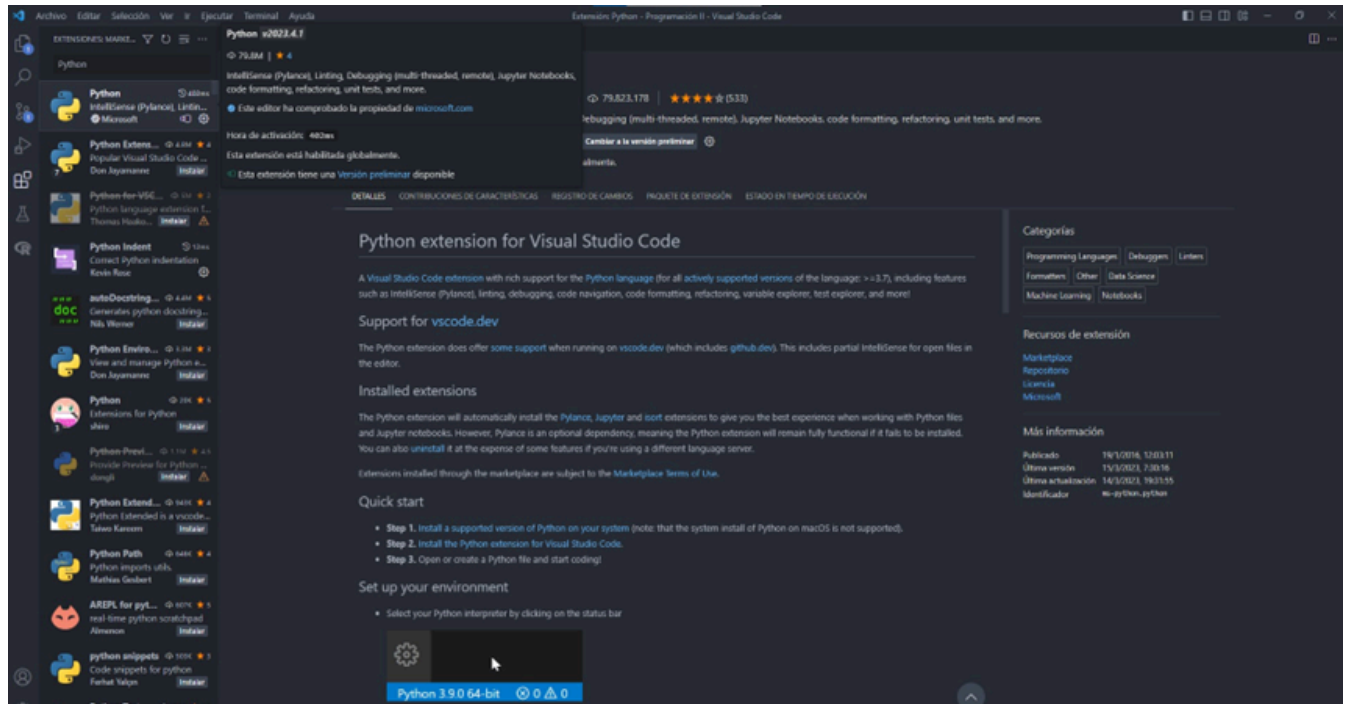 Archivo Editar Selección Ver Ir Ejecutar Terminal Ayuda
Extensión: Python - Programación II - Visual Studio Code
EXTENSIONES: MARKE...
Python
Python 402ms
IntelliSense (Pylance), Lintin...
Microsoft
Python Extens... 4.8M 4
Popular Visual Studio Code ...
Don Jayamanne Instalar
7
Python-for-VSC...
Python language extension f...
Thomas Haako... Instalar
Python Indent 12ms
Correct Python indentation
Kevin Rose
autoDocstring... 5
Generates python docstring...
Nils Werner Instalar
doc
Python Enviro...
View and manage Python e...
Don Jayamanne Instalar
Python 5
Extensions for Python
shiro Instalar
3
Python Previ... 4.5
Provide Preview for Python ...
dongli Instalar
Python Extend... 4
Python Extended is a vscode...
Taiwo Kareem Instalar
Python Path 4
Python imports utils.
Mathias Gesbert Instalar
AREPL for pyt... 5
real-time python scratchpad
Almenon Instalar
python snippets 3
Code snippets for python
Ferhat Yalçın Instalar
Python v2023.4.1
79.8M | 4
IntelliSense (Pylance), Linting, Debugging (multi-threaded, remote), Jupyter Notebooks,
code formatting, refactoring, unit tests, and more.
Este editor ha comprobado la propiedad de microsoft.com
Hora de activación: 402ms
Esta extensión está habilitada globalmente.
Esta extensión tiene una Versión preliminar disponible
79.823.178 (533)
Debugging (multi-threaded, remote), Jupyter Notebooks, code formatting, refactoring, unit tests, and more.
Cambiar a la versión preliminar
almente.
DETALLES CONTRIBUCIONES DE CARACTERÍSTICAS REGISTRO DE CAMBIOS PAQUETE DE EXTENSIÓN ESTADO EN TIEMPO DE EJECUCIÓN
Python extension for Visual Studio Code
A Visual Studio Code extension with rich support for the Python language (for all actively supported versions of the language: >=3.7), including features
such as IntelliSense (Pylance), linting, debugging, code navigation, code formatting, refactoring, variable explorer, test explorer, and more!
Support for vscode.dev
The Python extension does offer some support when running on vscode.dev (which includes github.dev). This includes partial IntelliSense for open files in
the editor.
Installed extensions
The Python extension will automatically install the Pylance, Jupyter and isort extensions to give you the best experience when working with Python files
and Jupyter notebooks. However, Pylance is an optional dependency, meaning the Python extension will remain fully functional if it fails to be installed.
You can also uninstall it at the expense of some features if you're using a different language server.
Extensions installed through the marketplace are subject to the Marketplace Terms of Use.
Quick start
• Step 1. Install a supported version of Python on your system (note: that the system install of Python on macOS is not supported).
• Step 2. Install the Python extension for Visual Studio Code.
• Step 3. Open or create a Python file and start coding!
Set up your environment
• Select your Python interpreter by clicking on the status bar
Python 3.9.0 64-bit 0 0
Categorías
Programming Languages Debuggers Linters
Formatters Other Data Science
Machine Learning Notebooks
Recursos de extensión
Marketplace
Repositorio
Licencia
Microsoft
Más información
Publicado 19/1/2016, 12:03:11
Última versión 15/3/2023, 7:30:16
Última actualización 14/3/2023, 19:31:55
Identificador ms-python.python